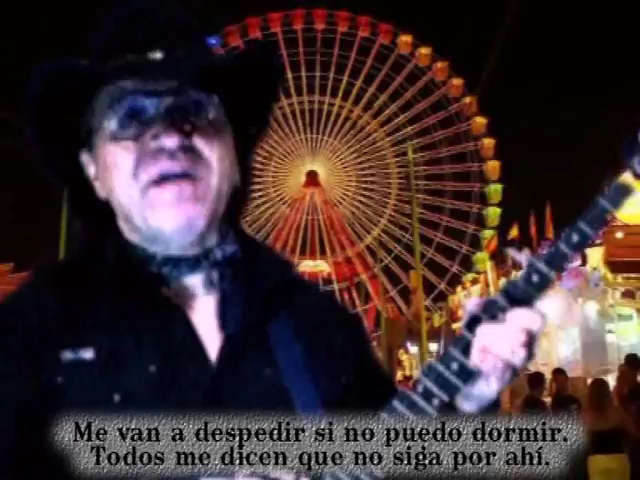 Me van a despedir si no puedo dormir.
Todos me dicen que no siga por ahí.